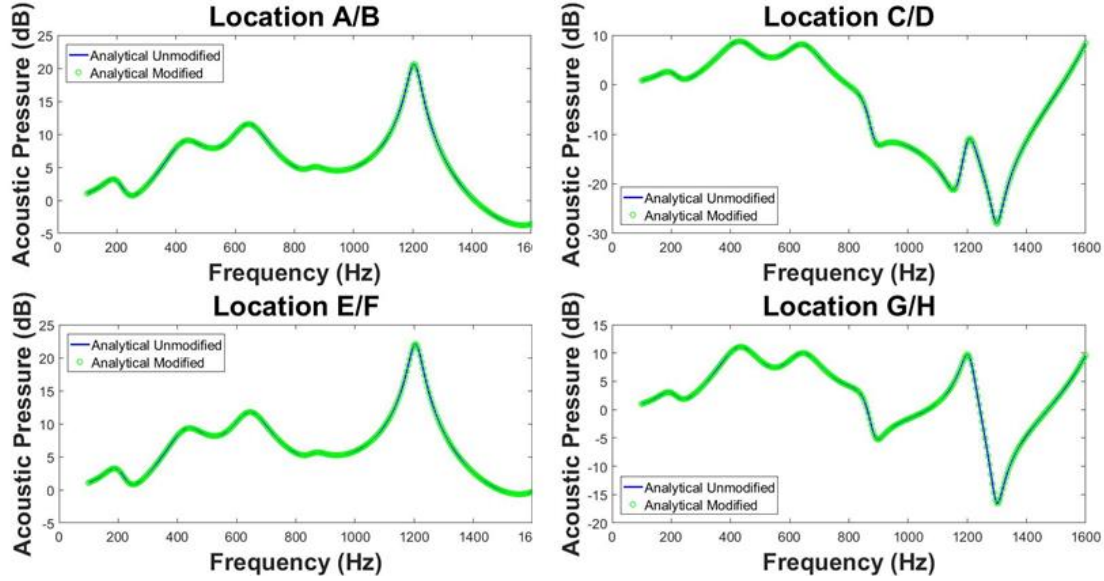 Location A/B
Acoustic Pressure (dB)
25
20
15
10
5
0
-5
Analytical Unmodified
Analytical Modified
0 200 400 600 800 1000 1200 1400 16
Frequency (Hz)
Location C/D
Acoustic Pressure (dB)
10
0
-10
-20
-30
Analytical Unmodified
Analytical Modified
0 200 400 600 800 1000 1200 1400 1600
Frequency (Hz)
Location E/F
Acoustic Pressure (dB)
25
20
15
10
5
0
-5
Analytical Unmodified
Analytical Modified
0 200 400 600 800 1000 1200 1400 16
Frequency (Hz)
Location G/H
Acoustic Pressure (dB)
15
10
5
0
-5
-10
-15
-20
Analytical Unmodified
Analytical Modified
0 200 400 600 800 1000 1200 1400 1600
Frequency (Hz)